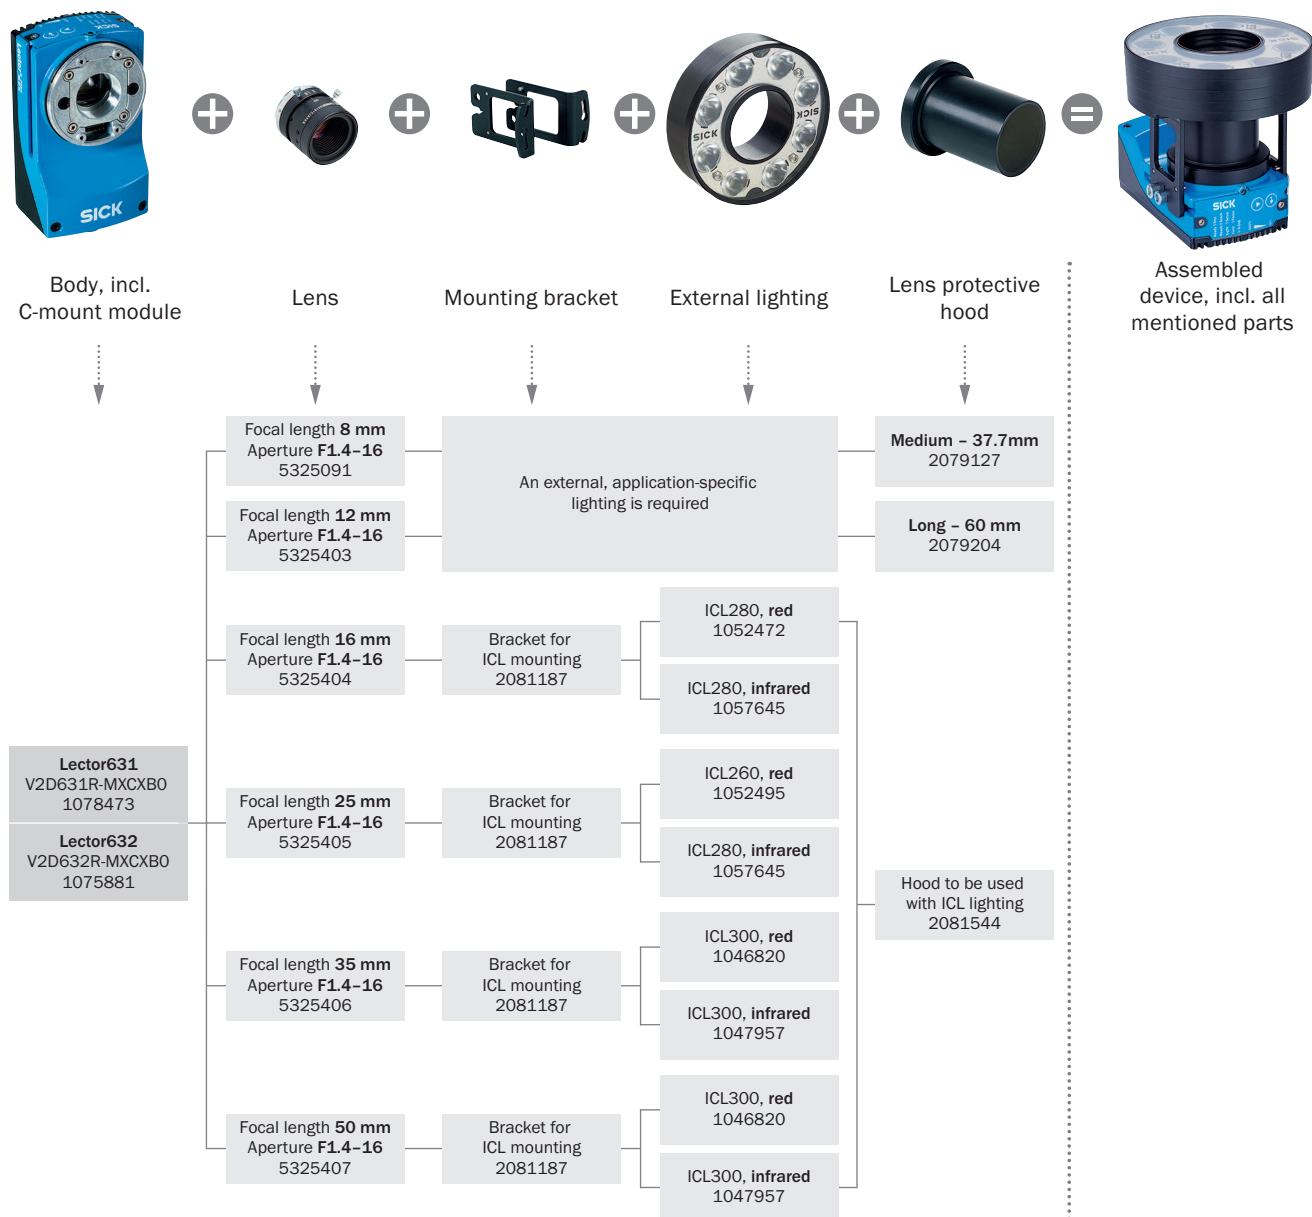 SICK
SICK
SICK
SICK
Body, incl.
C-mount module
Lens
Mounting bracket
External lighting
Lens protective
hood
Assembled
device, incl. all
mentioned parts
Focal length 8 mm
Aperture F1.4–16
5325091
An external, application-specific
lighting is required
Medium – 37.7mm
2079127
Focal length 12 mm
Aperture F1.4–16
5325403
Long – 60 mm
2079204
Focal length 16 mm
Aperture F1.4–16
5325404
Bracket for
ICL mounting
2081187
ICL280, red
1052472
ICL280, infrared
1057645
Lector631
V2D631R-MXCXB0
1078473
Lector632
V2D632R-MXCXB0
1075881
Focal length 25 mm
Aperture F1.4–16
5325405
Bracket for
ICL mounting
2081187
ICL260, red
1052495
ICL280, infrared
1057645
Hood to be used
with ICL lighting
2081544
Focal length 35 mm
Aperture F1.4–16
5325406
Bracket for
ICL mounting
2081187
ICL300, red
1046820
ICL300, infrared
1047957
Focal length 50 mm
Aperture F1.4–16
5325407
Bracket for
ICL mounting
2081187
ICL300, red
1046820
ICL300, infrared
1047957